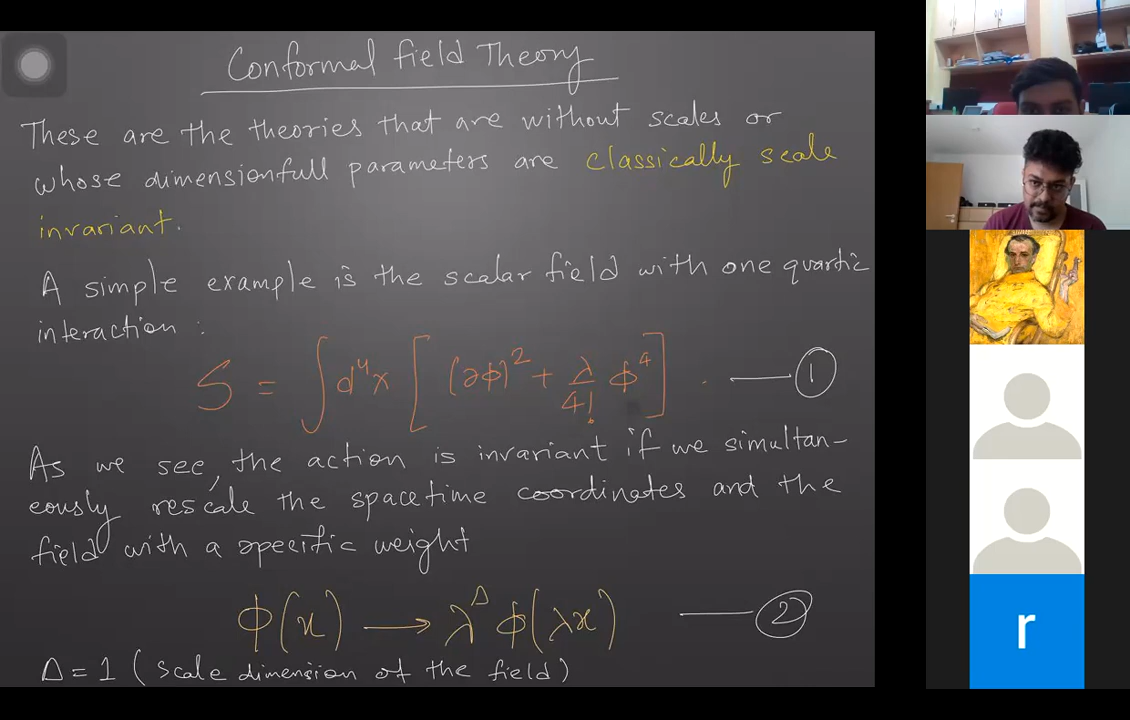 Conformal field Theory
These are the theories that are without scales or
whose dimensionfull parameters are classically scale
invariant.
A simple example is the scalar field with one quartic
interaction :
S = ∫ d⁴x [ (∂φ)² + λ/4! φ⁴ ] . — ①
As we see, the action is invariant if we simultan-
eously rescale the spacetime coordinates and the
field with a specific weight
φ(x) → λ^Δ φ(λx) — ②
Δ = 1 ( scale dimension of the field )
r